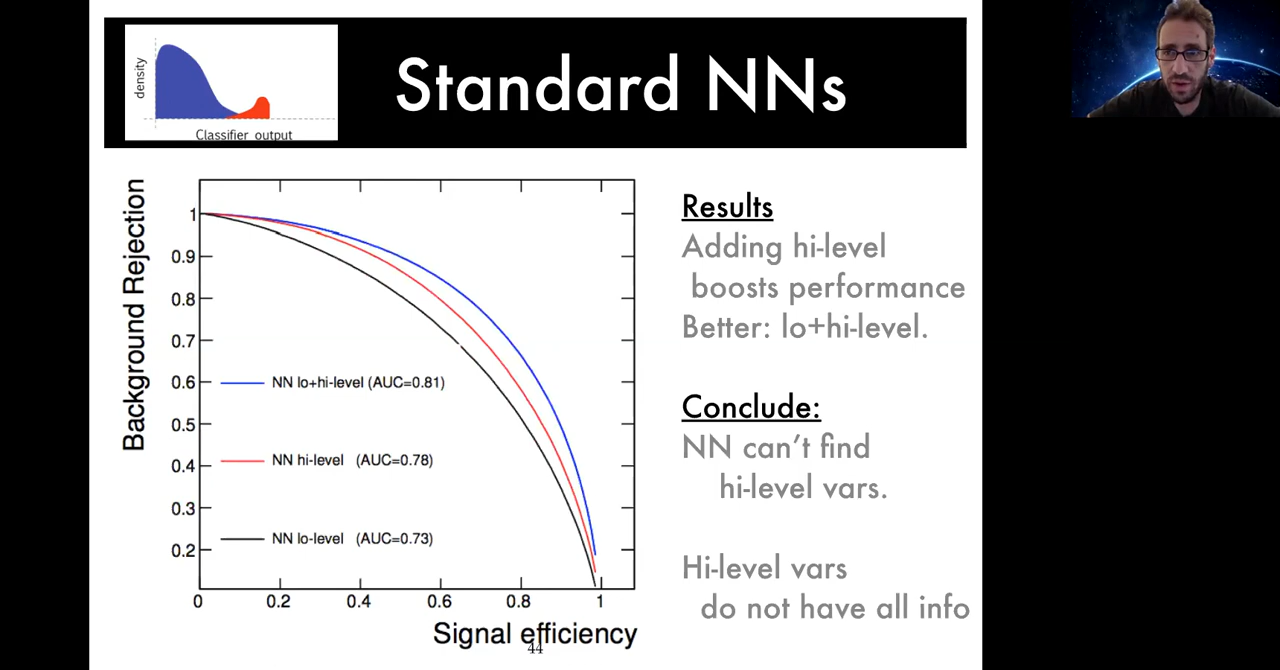 density
Classifier output
Standard NNs
Background Rejection
1
0.9
0.8
0.7
0.6
0.5
0.4
0.3
0.2
NN lo+hi-level (AUC=0.81)
NN hi-level (AUC=0.78)
NN lo-level (AUC=0.73)
0 0.2 0.4 0.6 0.8 1
Signal efficiency
44
Results
Adding hi-level
boosts performance
Better: lo+hi-level.
Conclude:
NN can't find
hi-level vars.
Hi-level vars
do not have all info